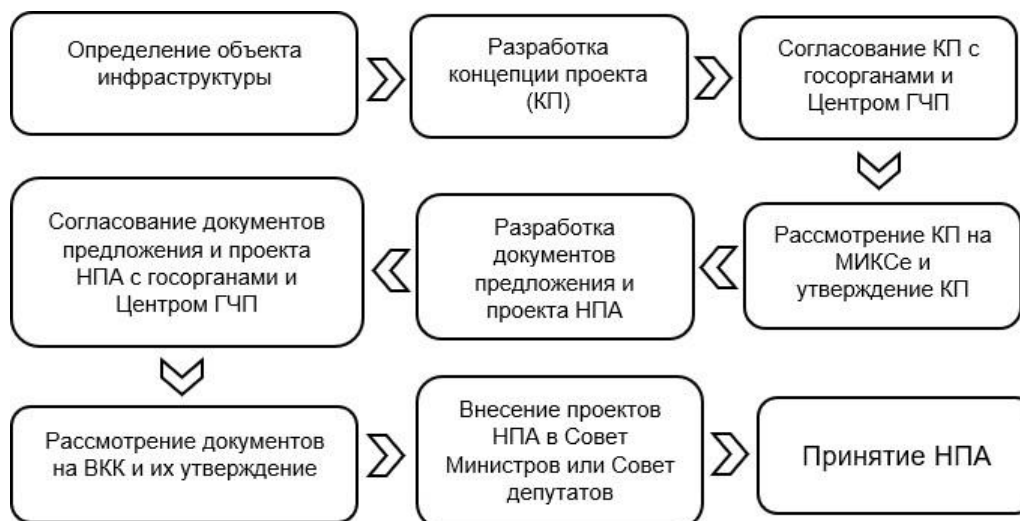 Определение объекта
инфраструктуры
Разработка
концепции проекта
(КП)
Согласование КП с
госорганами и
Центром ГЧП
Рассмотрение КП на
МИКСе и
утверждение КП
Разработка
документов
предложения и
проекта НПА
Согласование документов
предложения и проекта
НПА с госорганами и
Центром ГЧП
Рассмотрение документов
на ВКК и их утверждение
Внесение проектов
НПА в Совет
Министров или Совет
депутатов
Принятие НПА